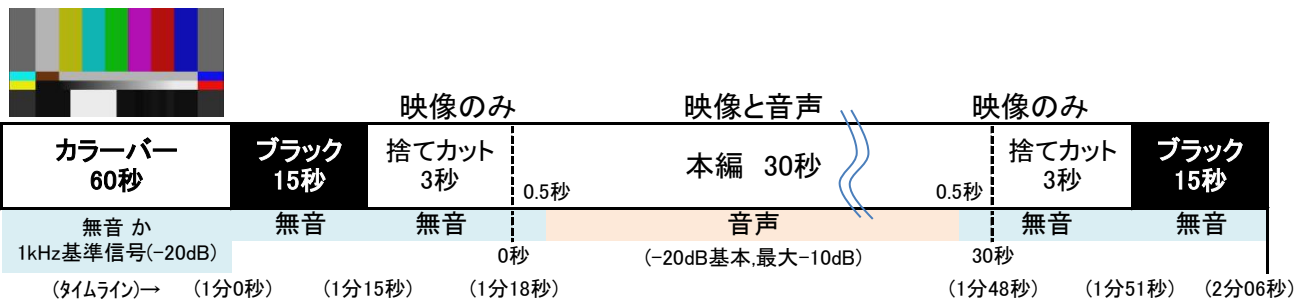 映像のみ
映像と音声
映像のみ
カラーバー
60秒
ブラック
15秒
捨てカット
3秒
0.5秒
本編 30秒
0.5秒
捨てカット
3秒
ブラック
15秒
無音 か
1kHz基準信号(-20dB)
無音
無音
音声
無音
無音
0秒
(-20dB基本,最大-10dB)
30秒
(タイムライン)→
(1分0秒)
(1分15秒)
(1分18秒)
(1分48秒)
(1分51秒)
(2分06秒)